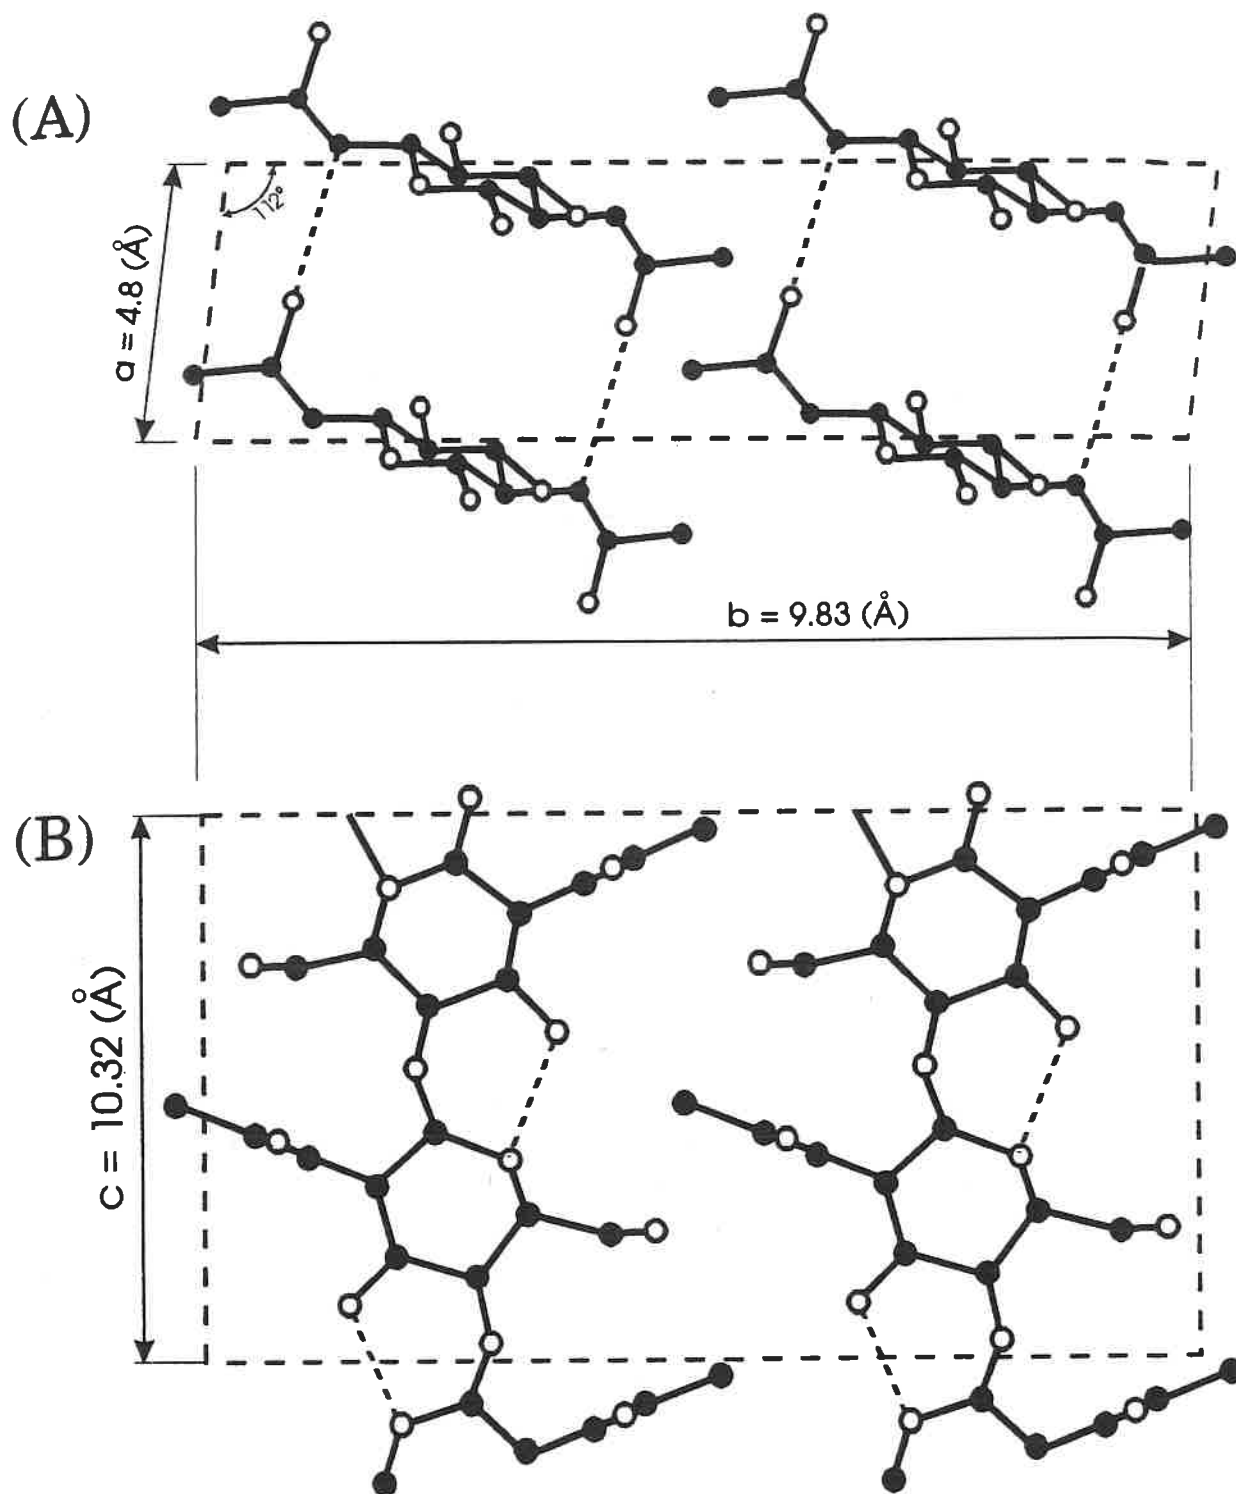 (A)
112°
a = 4.8 (Å)
b = 9.83 (Å)
(B)
c = 10.32 (Å)